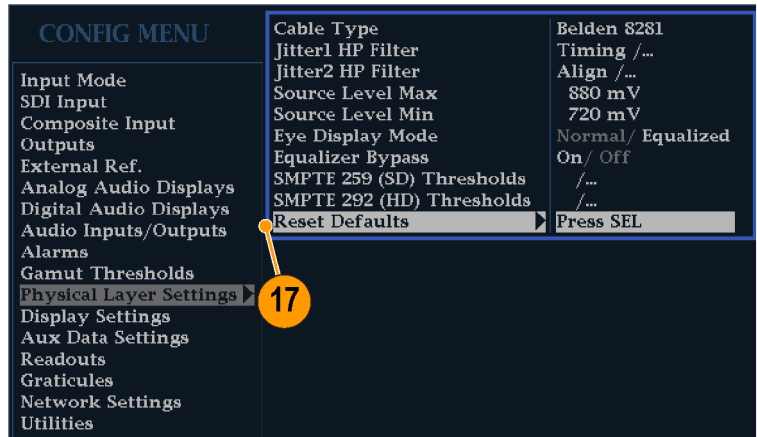 CONFIG MENU
Input Mode
SDI Input
Composite Input
Outputs
External Ref.
Analog Audio Displays
Digital Audio Displays
Audio Inputs/Outputs
Alarms
Gamut Thresholds
Physical Layer Settings
Display Settings
Aux Data Settings
Readouts
Graticules
Network Settings
Utilities
Cable Type Belden 8281
Jitter1 HP Filter Timing /...
Jitter2 HP Filter Align /...
Source Level Max 880 mV
Source Level Min 720 mV
Eye Display Mode Normal/ Equalized
Equalizer Bypass On/ Off
SMPTE 259 (SD) Thresholds /...
SMPTE 292 (HD) Thresholds /...
Reset Defaults Press SEL
17